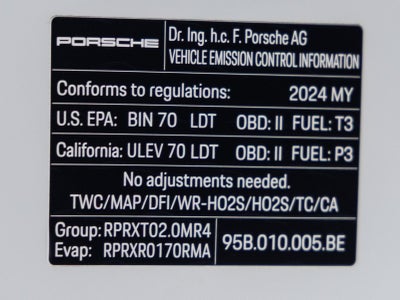 PORSCHE
Dr. Ing. h.c. F. Porsche AG
VEHICLE EMISSION CONTROL INFORMATION
Conforms to regulations: 2024 MY
U.S. EPA: BIN 70 LDT OBD: II FUEL: T3
California: ULEV 70 LDT OBD: II FUEL: P3
No adjustments needed.
TWC/MAP/DFI/WR-HO2S/HO2S/TC/CA
Group: RPRXT02.0MR4
Evap: RPRXR0170RMA
95B.010.005.BE